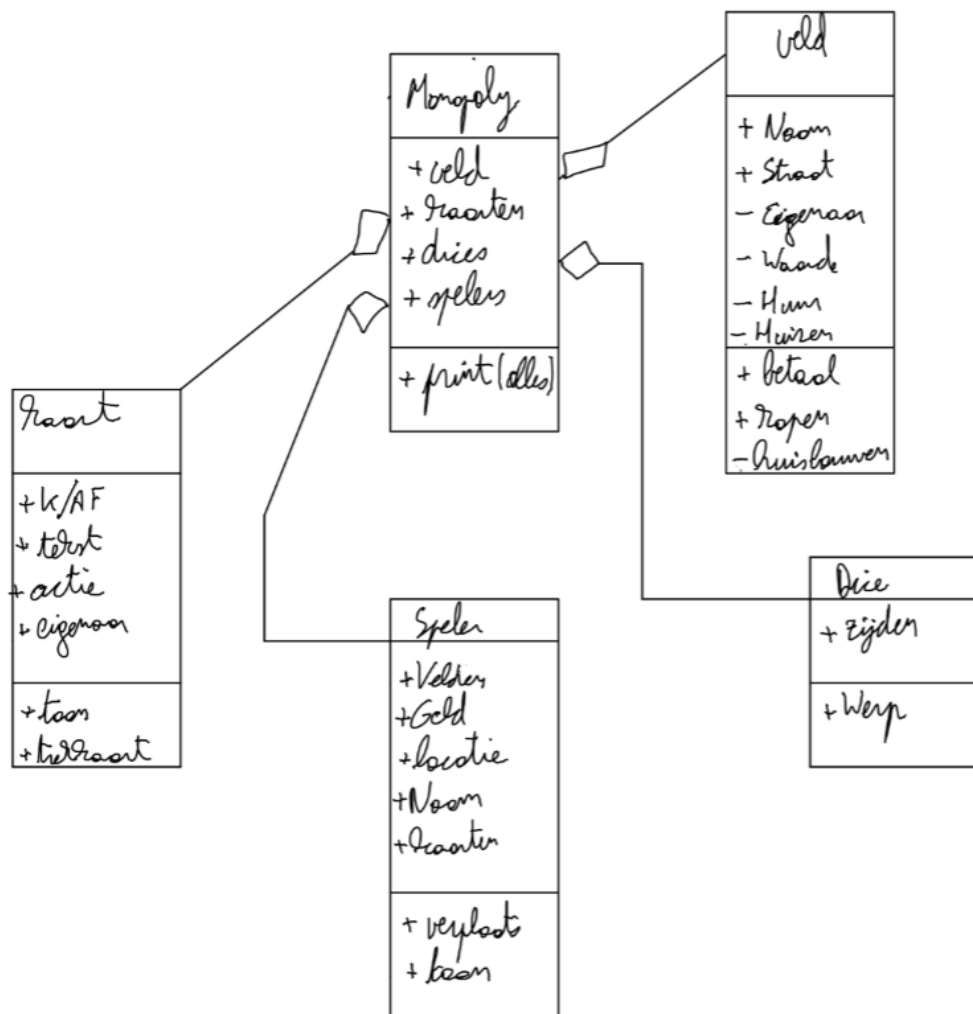 Monopoly
+ veld
+ kaarten
+ dices
+ spelers
+ print(alles)
Veld
+ Naam
+ Straat
- Eigenaar
- Waarde
- Huur
- Huizen
+ betaal
+ kopen
- huisbouwen
kaart
+ K/AF
+ tekst
+ actie
+ eigenaar
+ toon
+ trekkaart
Speler
+ Velden
+ Geld
+ locatie
+ Naam
+ kaarten
+ verplaats
+ toon
Dice
+ zijden
+ Werp